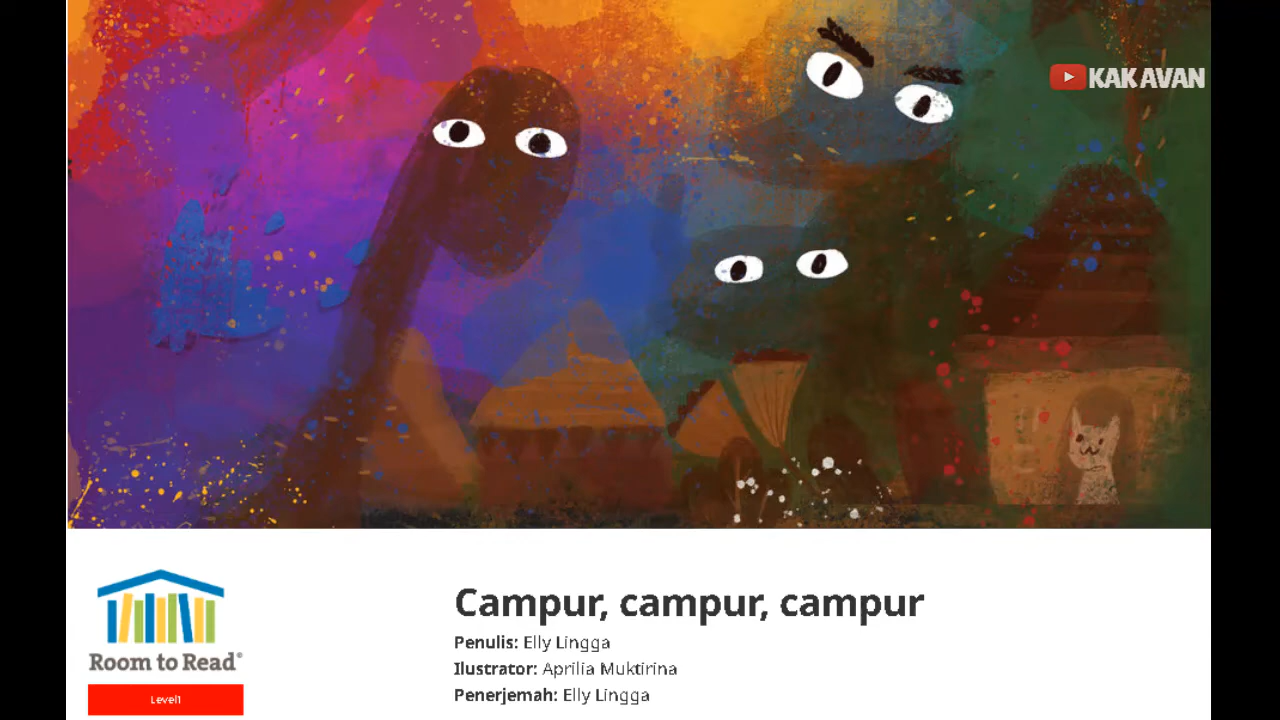 KAK AVAN
Campur, campur, campur
Penulis: Elly Lingga
Ilustrator: Aprilia Muktirina
Penerjemah: Elly Lingga
Room to Read®
Level1